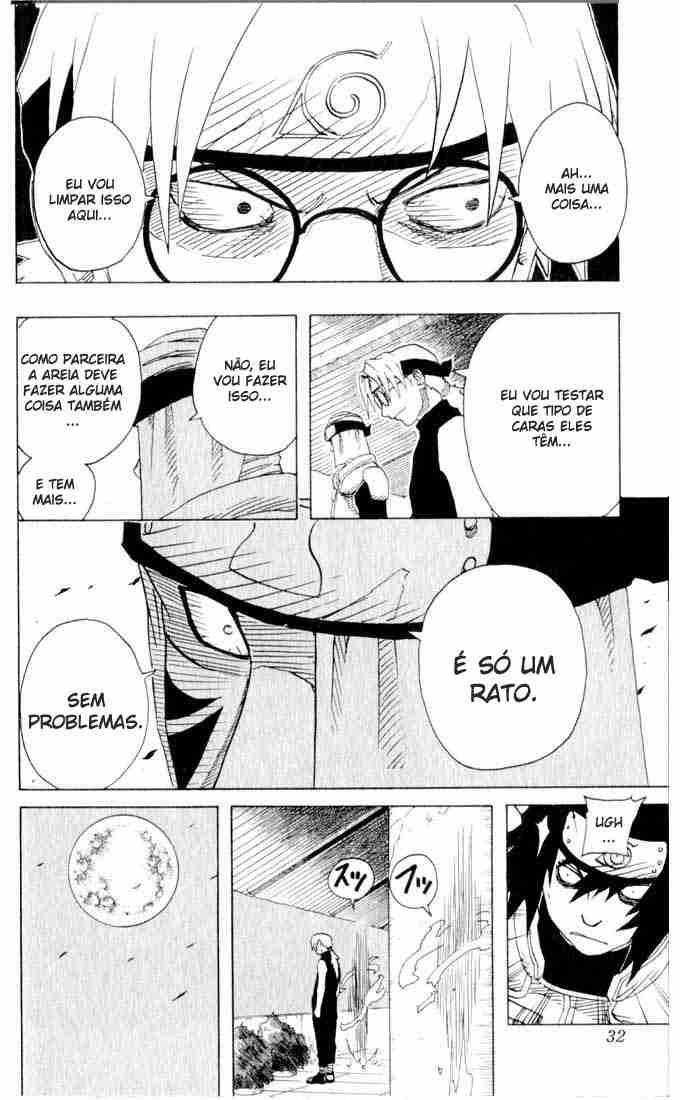 AH...
MAIS UMA
COISA...
EU VOU
LIMPAR ISSO
AQUI...
EU VOU TESTAR
QUE TIPO DE
CARAS ELES
TÊM...
NÃO, EU
VOU FAZER
ISSO...
COMO PARCEIRA
A AREIA DEVE
FAZER ALGUMA
COISA TAMBÉM
...
E TEM
MAIS...
É SÓ UM
RATO.
SEM
PROBLEMAS.
UGH
...
フッ
スッ
32